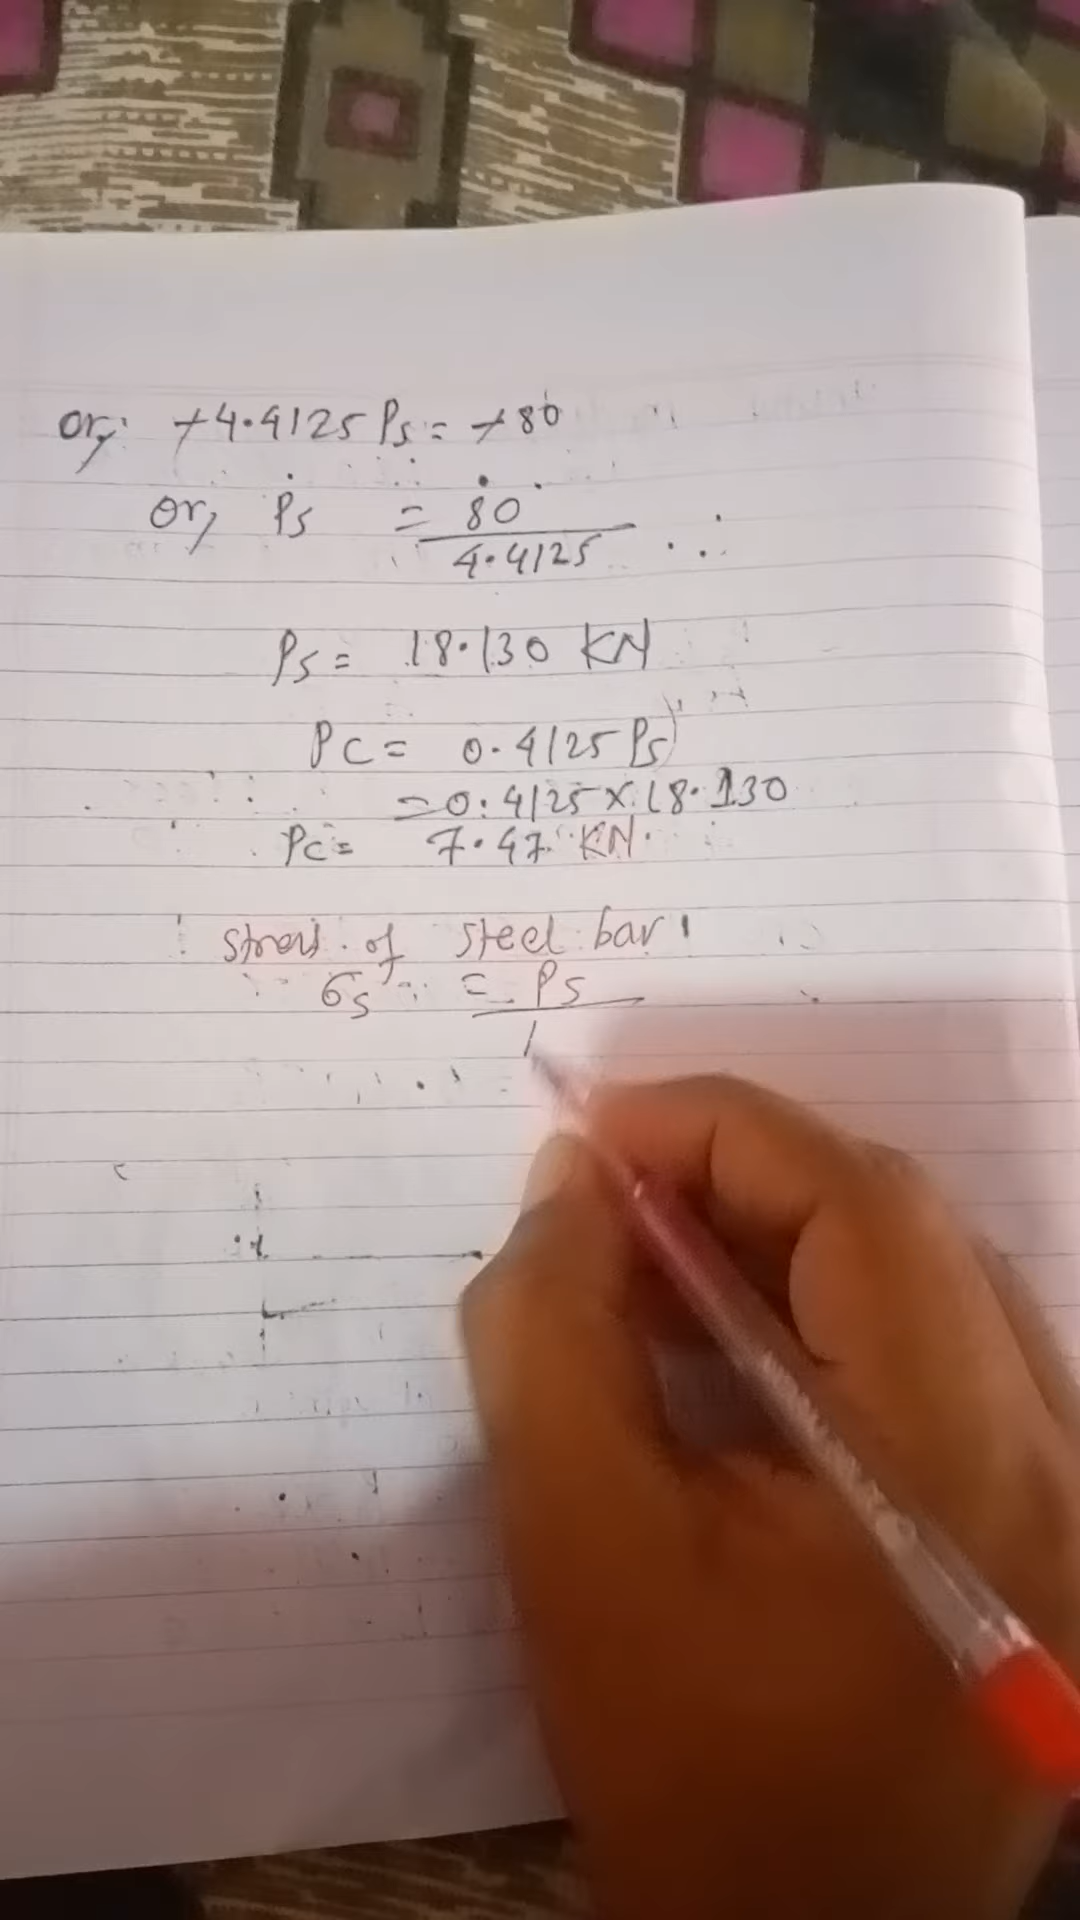 or, +4.4125 Ps = +80
or, Ps = 80
4.4125
Ps = 18.130 KN
PC = 0.4125 Ps
= 0.4125 × 18.130
Pc = 7.47 KN.
stress of steel bar
σs = Ps